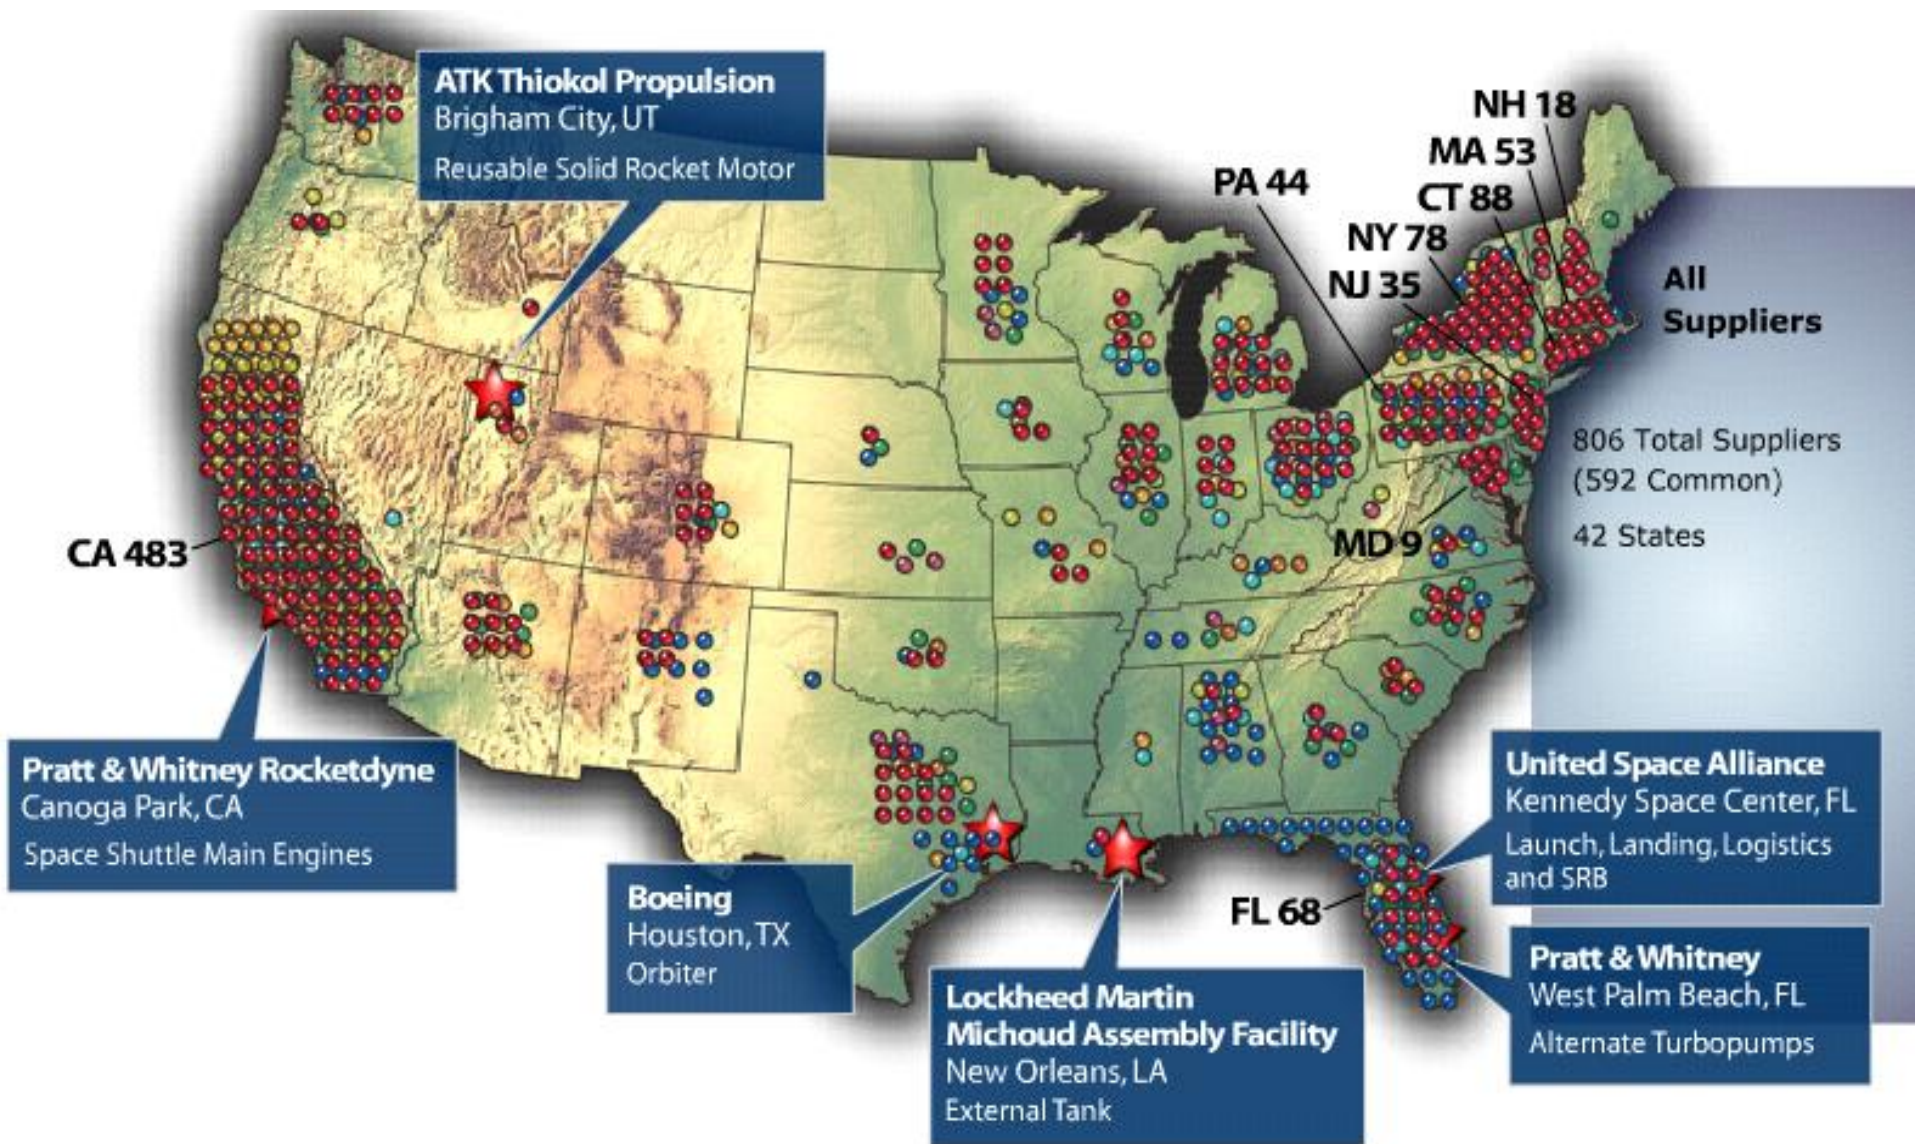 ATK Thiokol Propulsion
Brigham City, UT
Reusable Solid Rocket Motor
NH 18
MA 53
PA 44
CT 88
NY 78
NJ 35
All
Suppliers
806 Total Suppliers
(592 Common)
42 States
MD 9
CA 483
Pratt & Whitney Rocketdyne
Canoga Park, CA
Space Shuttle Main Engines
Boeing
Houston, TX
Orbiter
Lockheed Martin
Michoud Assembly Facility
New Orleans, LA
External Tank
FL 68
United Space Alliance
Kennedy Space Center, FL
Launch, Landing, Logistics
and SRB
Pratt & Whitney
West Palm Beach, FL
Alternate Turbopumps